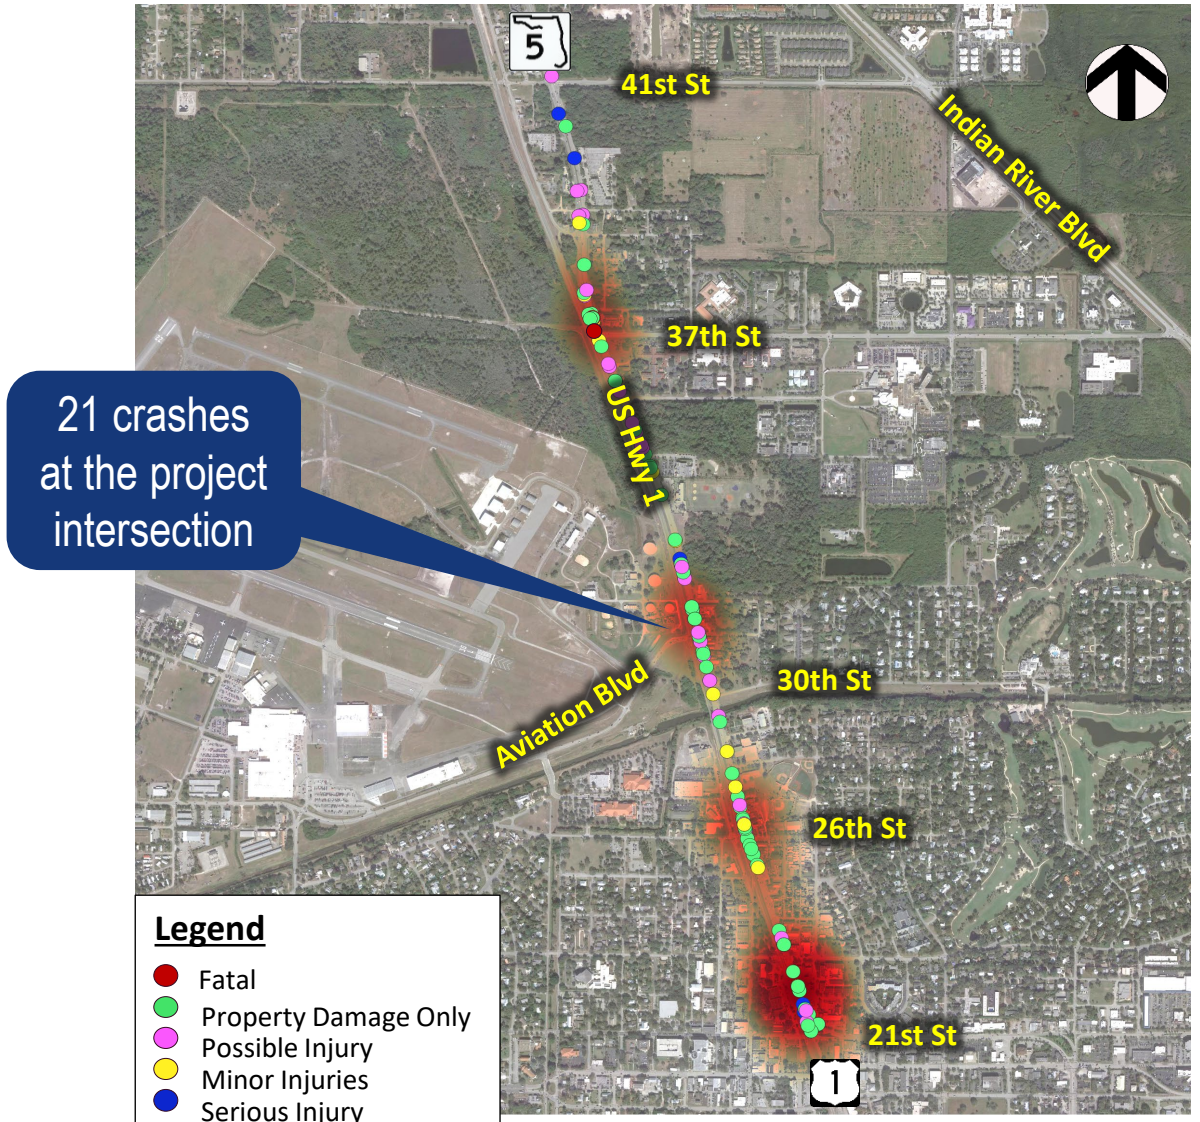 5
41st St
Indian River Blvd
37th St
US Hwy 1
21 crashes
at the project
intersection
30th St
Aviation Blvd
26th St
21st St
1
Legend
Fatal
Property Damage Only
Possible Injury
Minor Injuries
Serious Injury